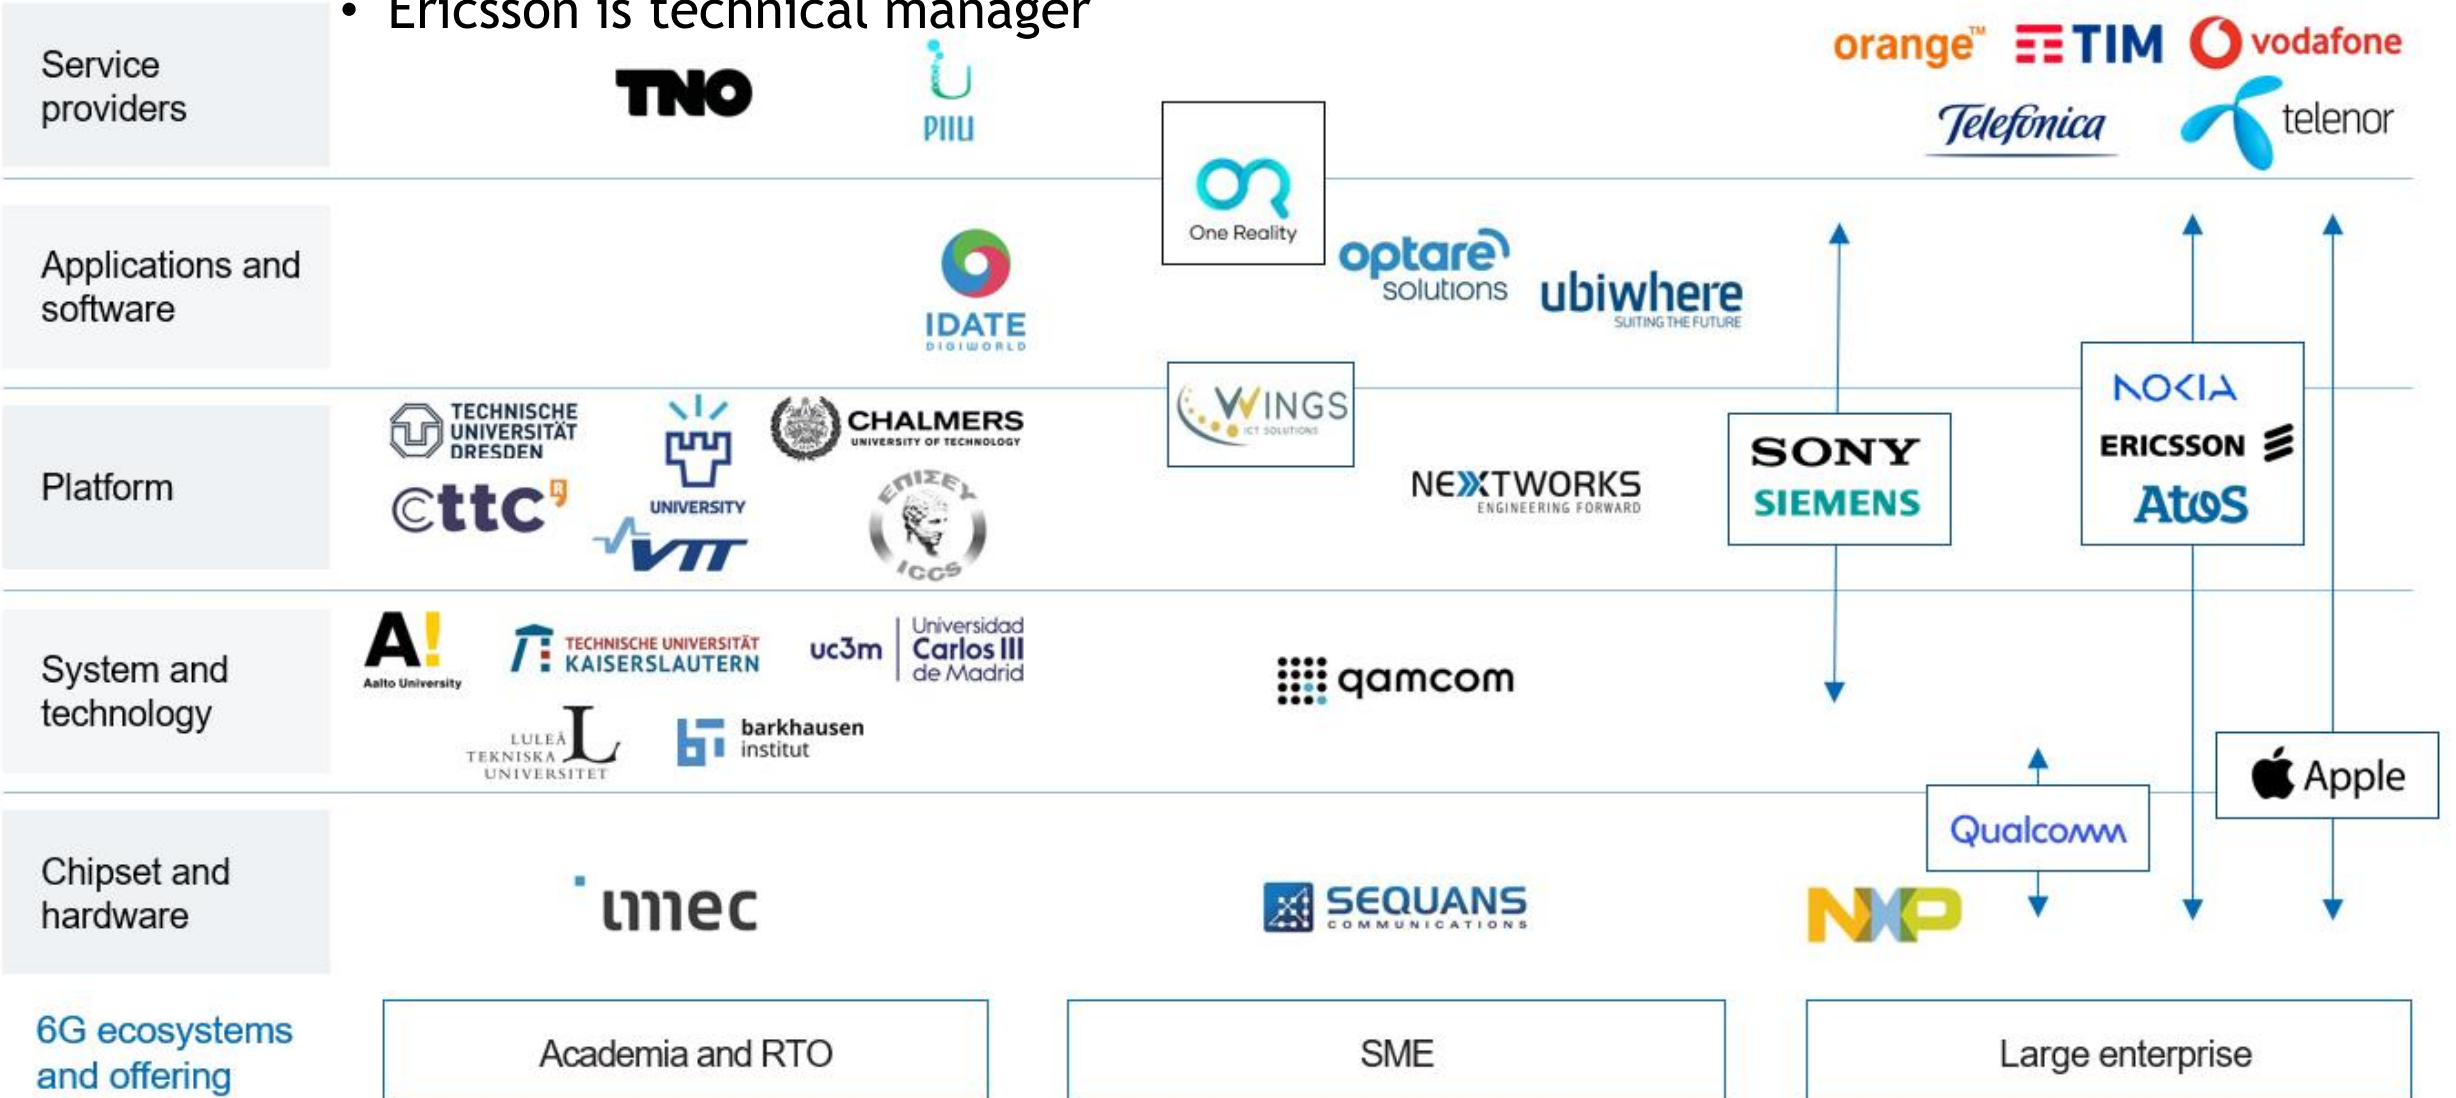 • Ericsson is technical manager
Service
providers
TNO
PIIU
orange™
TIM
vodafone
Telefónica
telenor
One Reality
Applications and
software
IDATE
DIGIWORLD
optare
solutions
ubiwhere
SUITING THE FUTURE
Platform
TECHNISCHE
UNIVERSITÄT
DRESDEN
UNIVERSITY
CHALMERS
UNIVERSITY OF TECHNOLOGY
WINGS
ICT SOLUTIONS
cttc
VTT
ΕΠΙΣΕΥ
ICCS
NEXTWORKS
ENGINEERING FORWARD
SONY
SIEMENS
NOKIA
ERICSSON
Atos
System and
technology
A!
Aalto University
TECHNISCHE UNIVERSITÄT
KAISERSLAUTERN
uc3m
Universidad
Carlos III
de Madrid
LULEÅ
TEKNISKA
UNIVERSITET
barkhausen
institut
qamcom
Apple
Chipset and
hardware
imec
SEQUANS
COMMUNICATIONS
Qualcomm
NXP
6G ecosystems
and offering
Academia and RTO
SME
Large enterprise